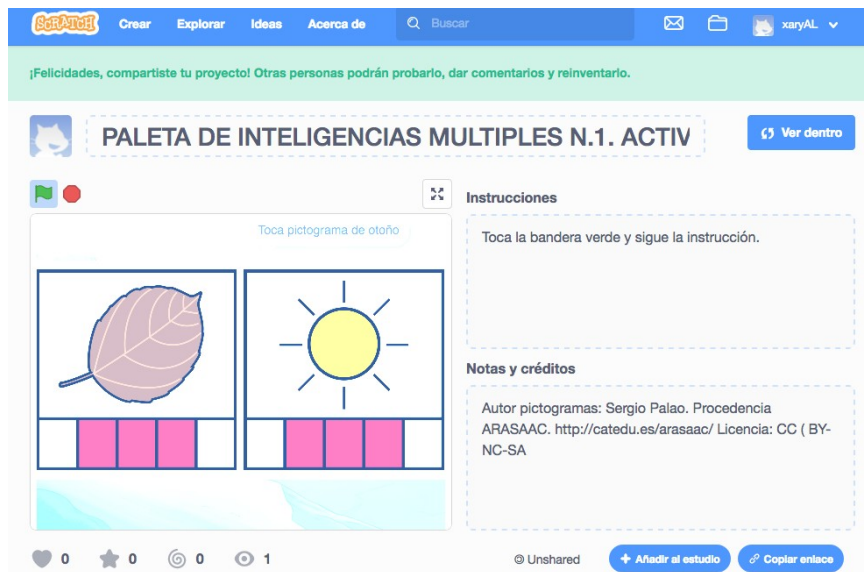 SCRATCH Crear Explorar Ideas Acerca de Buscar xaryAL
¡Felicidades, compartiste tu proyecto! Otras personas podrán probarlo, dar comentarios y reinventarlo.
PALETA DE INTELIGENCIAS MULTIPLES N.1. ACTIV
Ver dentro
Toca pictograma de otoño
Instrucciones
Toca la bandera verde y sigue la instrucción.
Notas y créditos
Autor pictogramas: Sergio Palao. Procedencia
ARASAAC. http://catedu.es/arasaac/ Licencia: CC ( BY-
NC-SA
0 0 0 1 Unshared + Añadir al estudio Copiar enlace